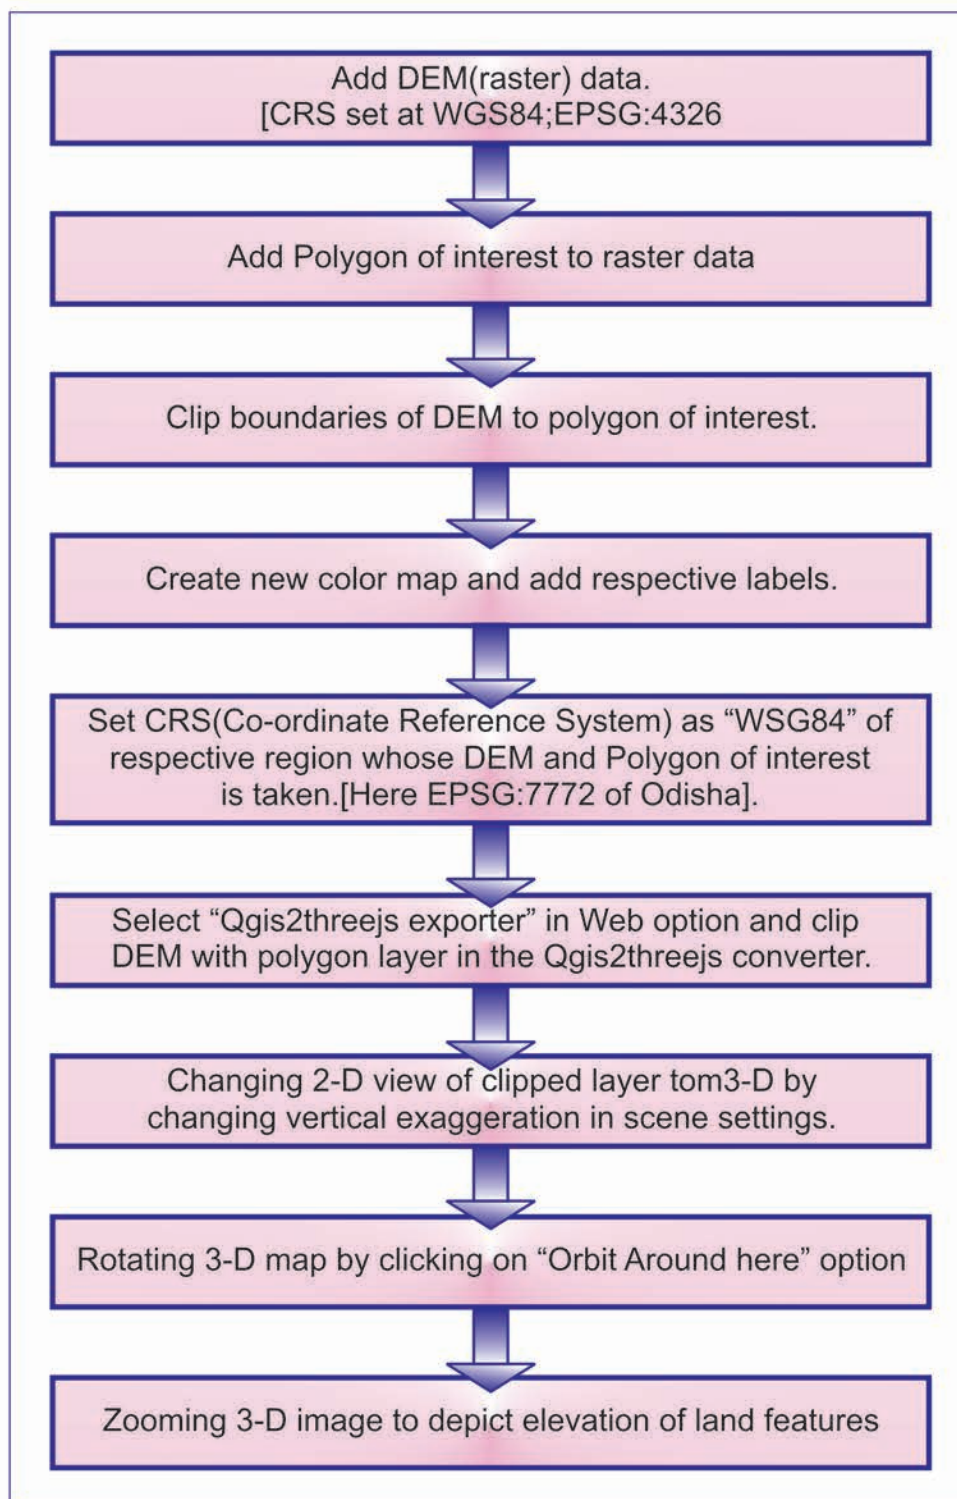 Add DEM(raster) data.
[CRS set at WGS84;EPSG:4326
Add Polygon of interest to raster data
Clip boundaries of DEM to polygon of interest.
Create new color map and add respective labels.
Set CRS(Co-ordinate Reference System) as “WSG84” of
respective region whose DEM and Polygon of interest
is taken.[Here EPSG:7772 of Odisha].
Select “Qgis2threejs exporter” in Web option and clip
DEM with polygon layer in the Qgis2threejs converter.
Changing 2-D view of clipped layer tom3-D by
changing vertical exaggeration in scene settings.
Rotating 3-D map by clicking on “Orbit Around here” option
Zooming 3-D image to depict elevation of land features